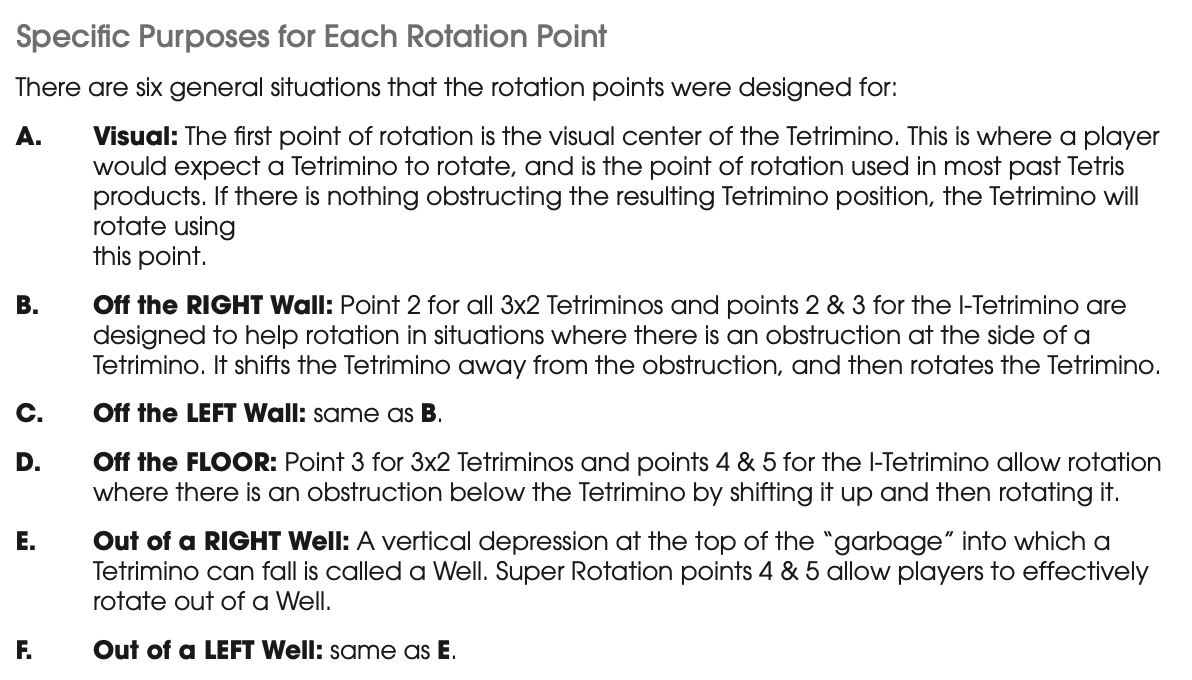 Specific Purposes for Each Rotation Point
There are six general situations that the rotation points were designed for:
A. Visual: The first point of rotation is the visual center of the Tetrimino. This is where a player
would expect a Tetrimino to rotate, and is the point of rotation used in most past Tetris
products. If there is nothing obstructing the resulting Tetrimino position, the Tetrimino will
rotate using
this point.
B. Off the RIGHT Wall: Point 2 for all 3x2 Tetriminos and points 2 & 3 for the I-Tetrimino are
designed to help rotation in situations where there is an obstruction at the side of a
Tetrimino. It shifts the Tetrimino away from the obstruction, and then rotates the Tetrimino.
C. Off the LEFT Wall: same as B.
D. Off the FLOOR: Point 3 for 3x2 Tetriminos and points 4 & 5 for the I-Tetrimino allow rotation
where there is an obstruction below the Tetrimino by shifting it up and then rotating it.
E. Out of a RIGHT Well: A vertical depression at the top of the “garbage” into which a
Tetrimino can fall is called a Well. Super Rotation points 4 & 5 allow players to effectively
rotate out of a Well.
F. Out of a LEFT Well: same as E.